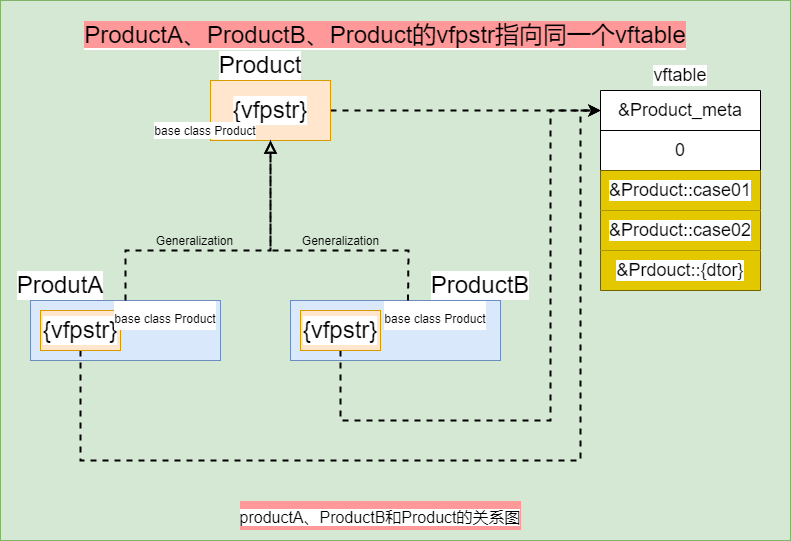 ProductA、ProductB、Product的vfpstr指向同一个vftable
Product
{vfpstr}
base class Product
vftable
&Product_meta
0
&Product::case01
&Product::case02
&Prdouct::{dtor}
Generalization
Generalization
ProdutA
{vfpstr}
base class Product
ProductB
{vfpstr}
base class Product
productA、ProductB和Product的关系图